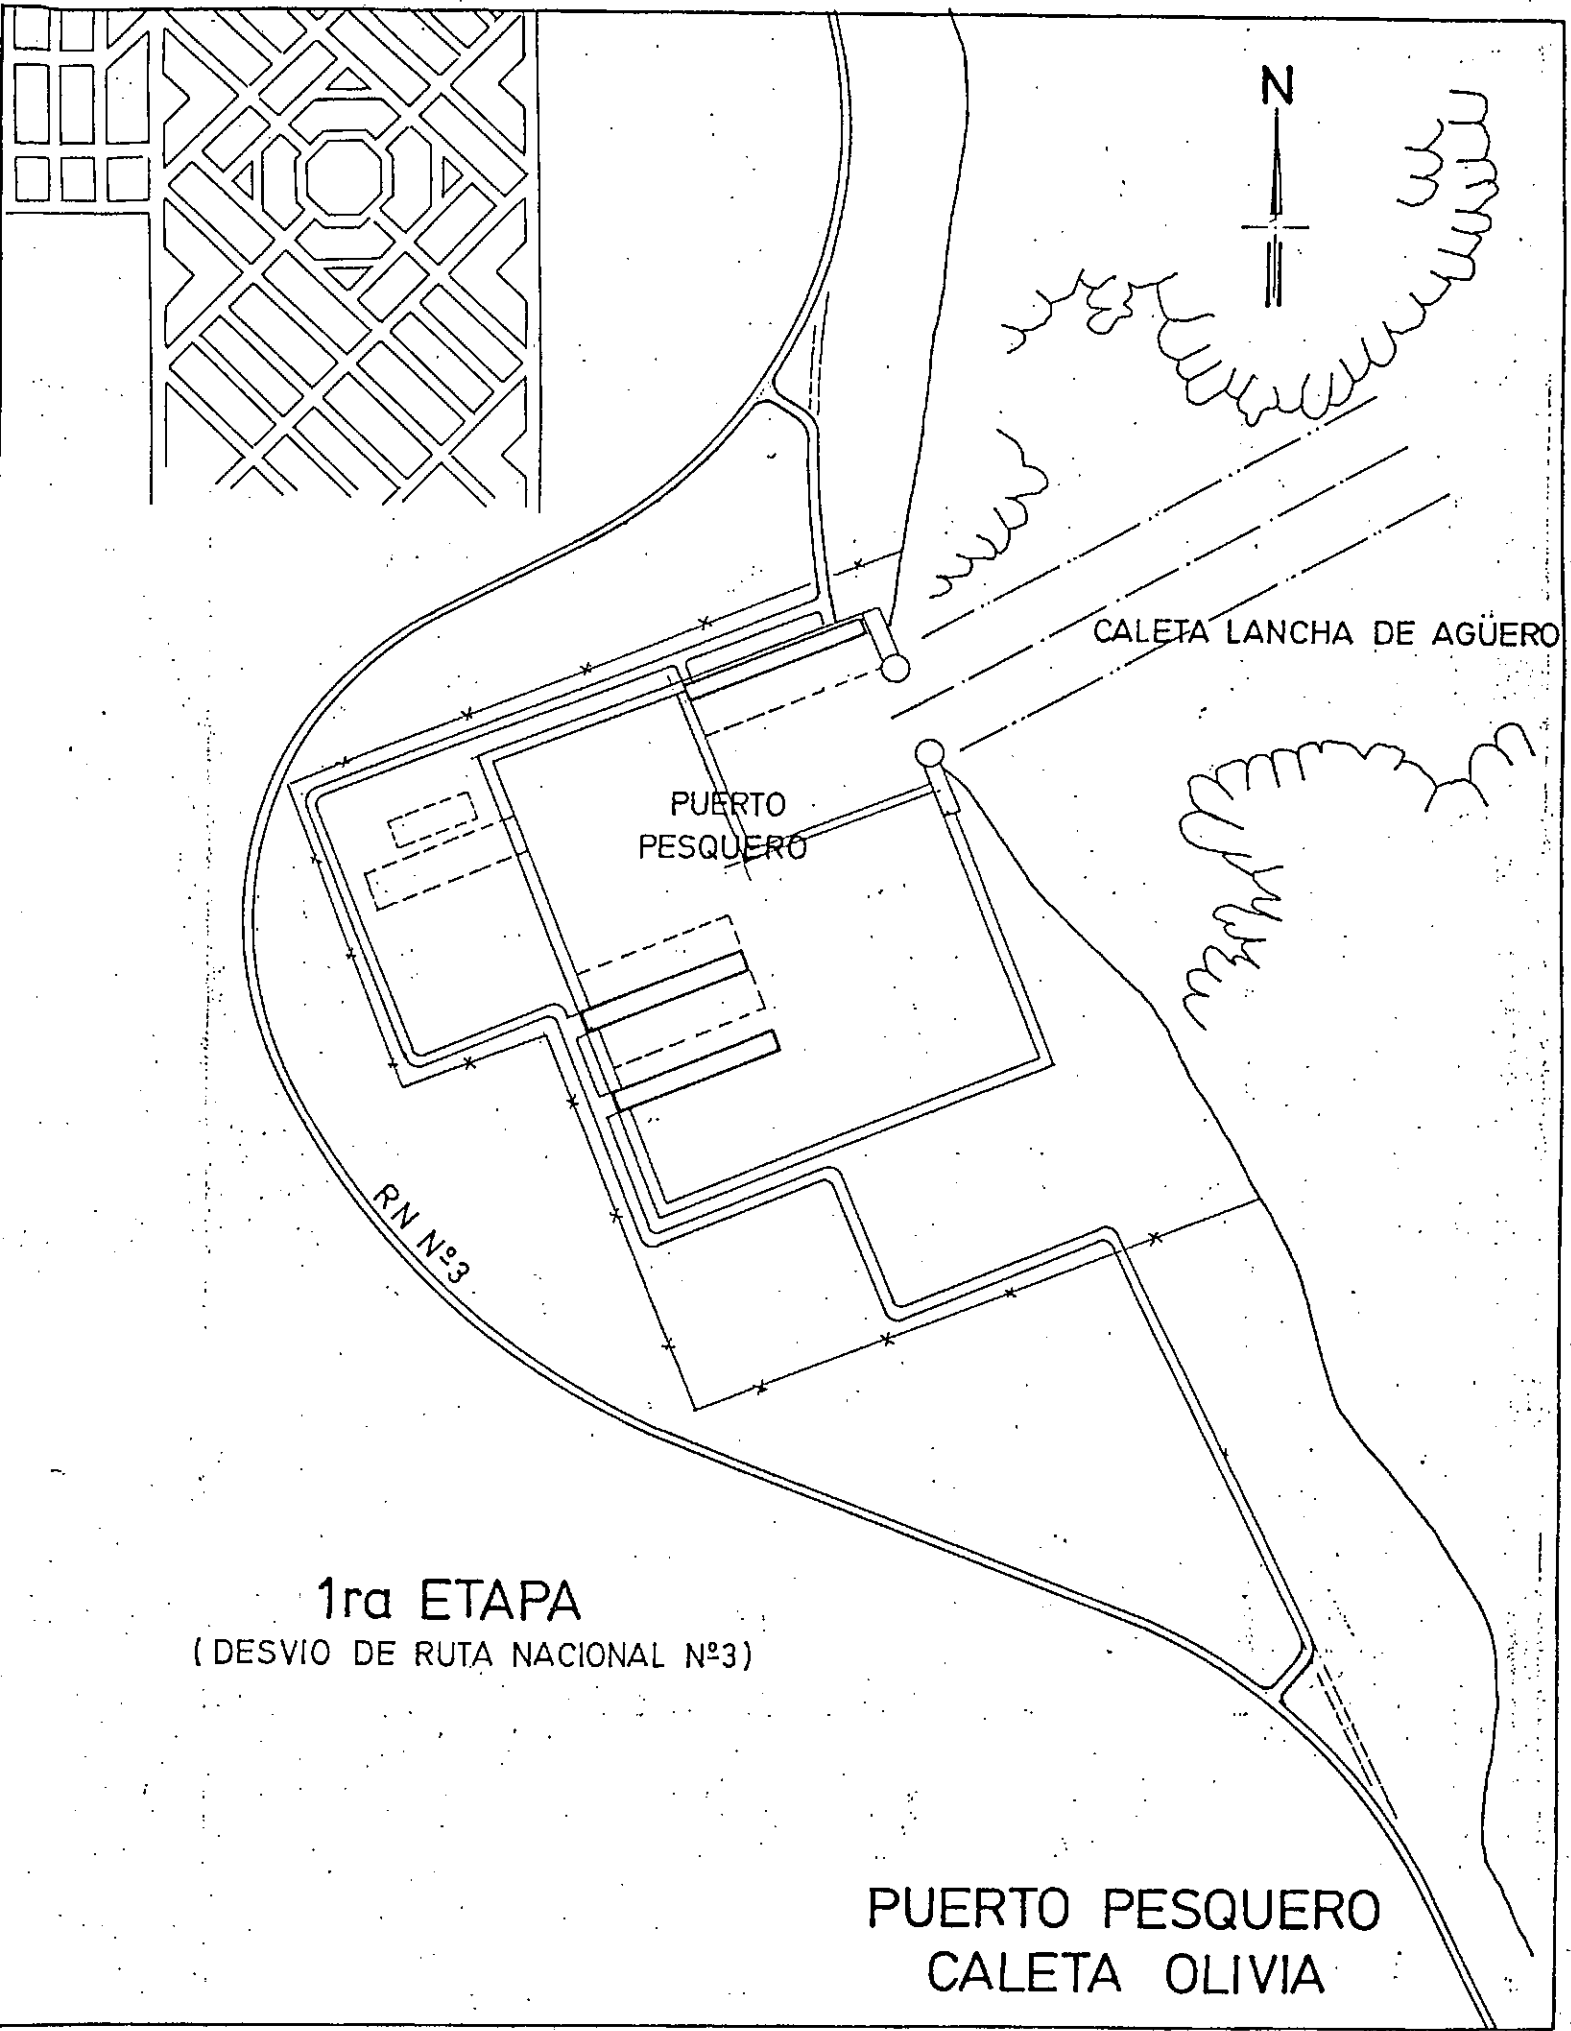 N
CALETA LANCHA DE AGÜERO
PUERTO
PESQUERO
RN Nº3
1ra ETAPA
(DESVIO DE RUTA NACIONAL Nº3)
PUERTO PESQUERO
CALETA OLIVIA